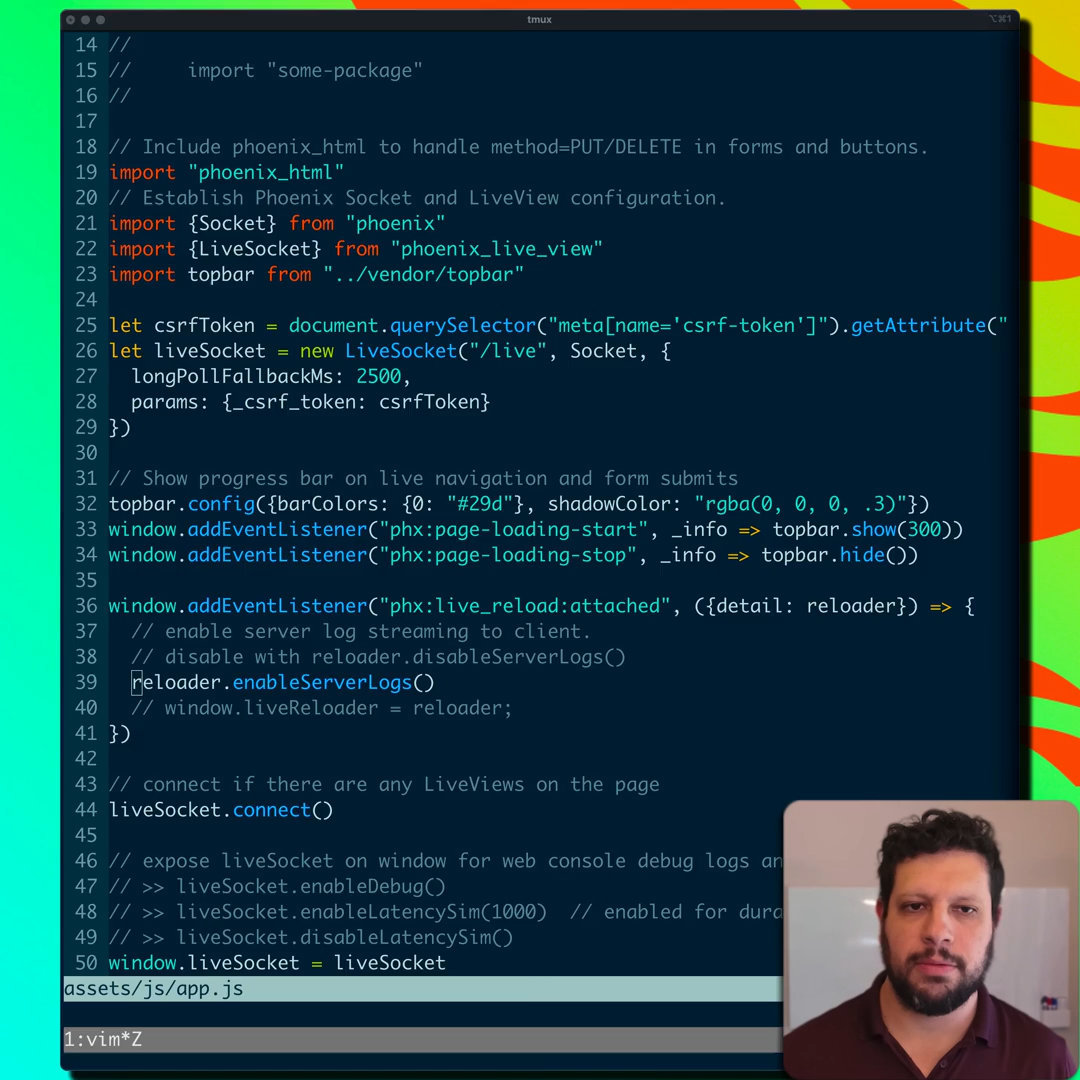 tmux
⌥⌘1
14 //
15 //     import "some-package"
16 //
17
18 // Include phoenix_html to handle method=PUT/DELETE in forms and buttons.
19 import "phoenix_html"
20 // Establish Phoenix Socket and LiveView configuration.
21 import {Socket} from "phoenix"
22 import {LiveSocket} from "phoenix_live_view"
23 import topbar from "../vendor/topbar"
24
25 let csrfToken = document.querySelector("meta[name='csrf-token']").getAttribute("
26 let liveSocket = new LiveSocket("/live", Socket, {
27   longPollFallbackMs: 2500,
28   params: {_csrf_token: csrfToken}
29 })
30
31 // Show progress bar on live navigation and form submits
32 topbar.config({barColors: {0: "#29d"}, shadowColor: "rgba(0, 0, 0, .3)"})
33 window.addEventListener("phx:page-loading-start", _info => topbar.show(300))
34 window.addEventListener("phx:page-loading-stop", _info => topbar.hide())
35
36 window.addEventListener("phx:live_reload:attached", ({detail: reloader}) => {
37   // enable server log streaming to client.
38   // disable with reloader.disableServerLogs()
39   reloader.enableServerLogs()
40   // window.liveReloader = reloader;
41 })
42
43 // connect if there are any LiveViews on the page
44 liveSocket.connect()
45
46 // expose liveSocket on window for web console debug logs an
47 // >> liveSocket.enableDebug()
48 // >> liveSocket.enableLatencySim(1000)  // enabled for dura
49 // >> liveSocket.disableLatencySim()
50 window.liveSocket = liveSocket
assets/js/app.js
1:vim*Z